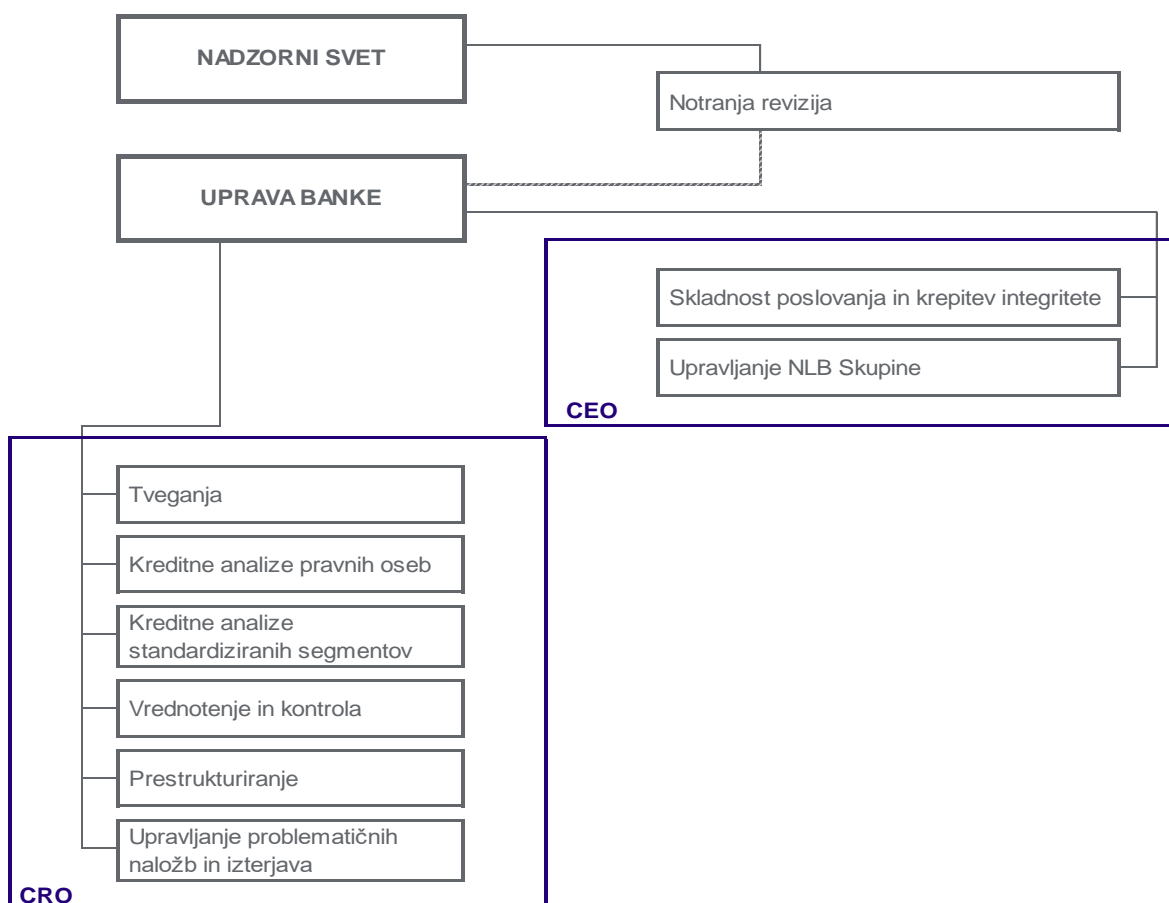 NADZORNI SVET
Notranja revizija
UPRAVA BANKE
Skladnost poslovanja in krepitev integritete
Upravljanje NLB Skupine
CEO
Tveganja
Kreditne analize pravnih oseb
Kreditne analize
standardiziranih segmentov
Vrednotenje in kontrola
Prestrukturiranje
Upravljanje problematičnih
naložb in izterjava
CRO